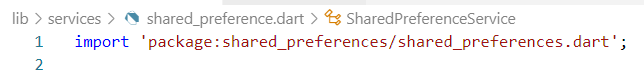 lib > services > shared_preference.dart > SharedPreferenceService
1 import 'package:shared_preferences/shared_preferences.dart';
2